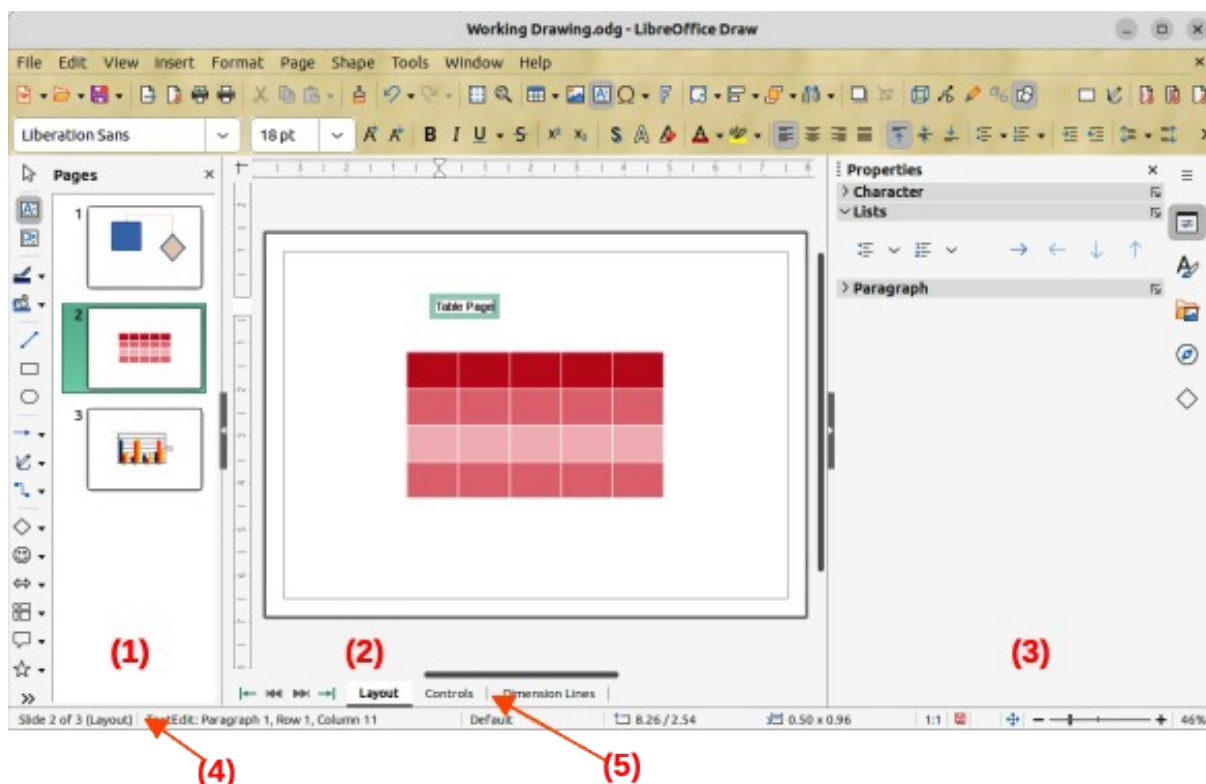 Working Drawing.odg - LibreOffice Draw
File Edit View Insert Format Page Shape Tools Window Help
Liberation Sans 18 pt
Pages
Properties
Character
Lists
Paragraph
1
2
3
Table Page
(1) (2) (3)
Layout Controls Dimension Lines
Slide 2 of 3 (Layout) TextEdit: Paragraph 1, Row 1, Column 11 Default 8.26 / 2.54 0.50 x 0.96 1:1 46%
(4) (5)